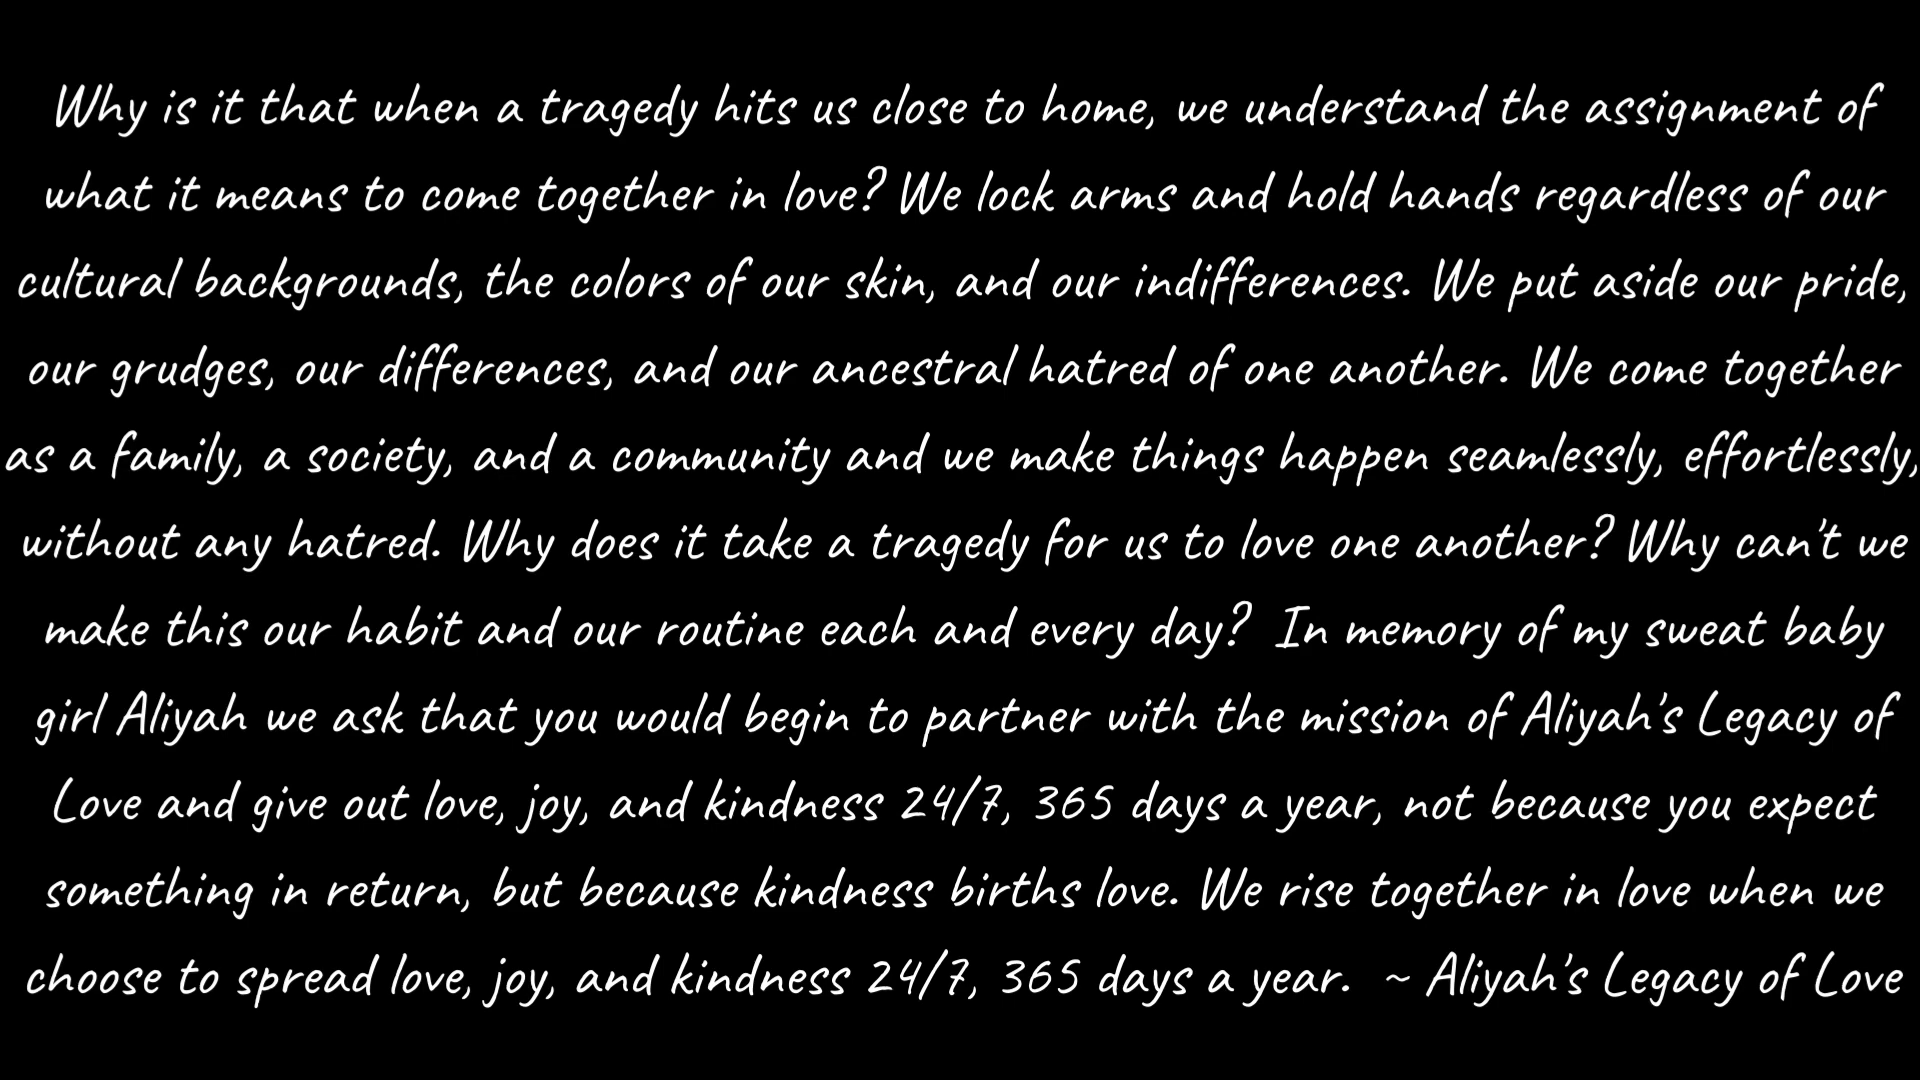 Why is it that when a tragedy hits us close to home, we understand the assignment of
what it means to come together in love? We lock arms and hold hands regardless of our
cultural backgrounds, the colors of our skin, and our indifferences. We put aside our pride,
our grudges, our differences, and our ancestral hatred of one another. We come together
as a family, a society, and a community and we make things happen seamlessly, effortlessly,
without any hatred. Why does it take a tragedy for us to love one another? Why can't we
make this our habit and our routine each and every day?  In memory of my sweat baby
girl Aliyah we ask that you would begin to partner with the mission of Aliyah's Legacy of
Love and give out love, joy, and kindness 24/7, 365 days a year, not because you expect
something in return, but because kindness births love. We rise together in love when we
choose to spread love, joy, and kindness 24/7, 365 days a year.  ~ Aliyah's Legacy of Love